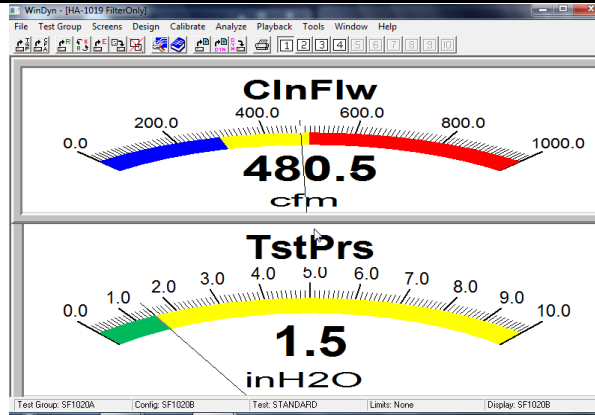 WinDyn - [HA-1019 FilterOnly]
File Test Group Screens Design Calibrate Analyze Playback Tools Window Help
1 2 3 4 5 6 7 8 9 10
ClnFlw
0.0 200.0 400.0 600.0 800.0 1000.0
480.5
cfm
TstPrs
0.0 1.0 2.0 3.0 4.0 5.0 6.0 7.0 8.0 9.0 10.0
1.5
inH2O
Test Group: SF1020A Config: SF1020B Test: STANDARD Limits: None Display: SF1020B